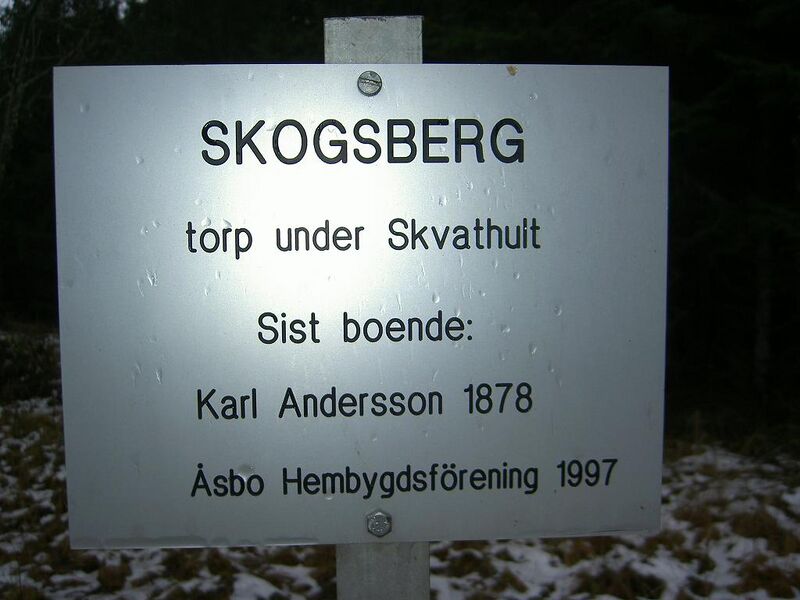 SKOGSBERG
torp under Skvathult
Sist boende:
Karl Andersson 1878
Åsbo Hembygdsförening 1997